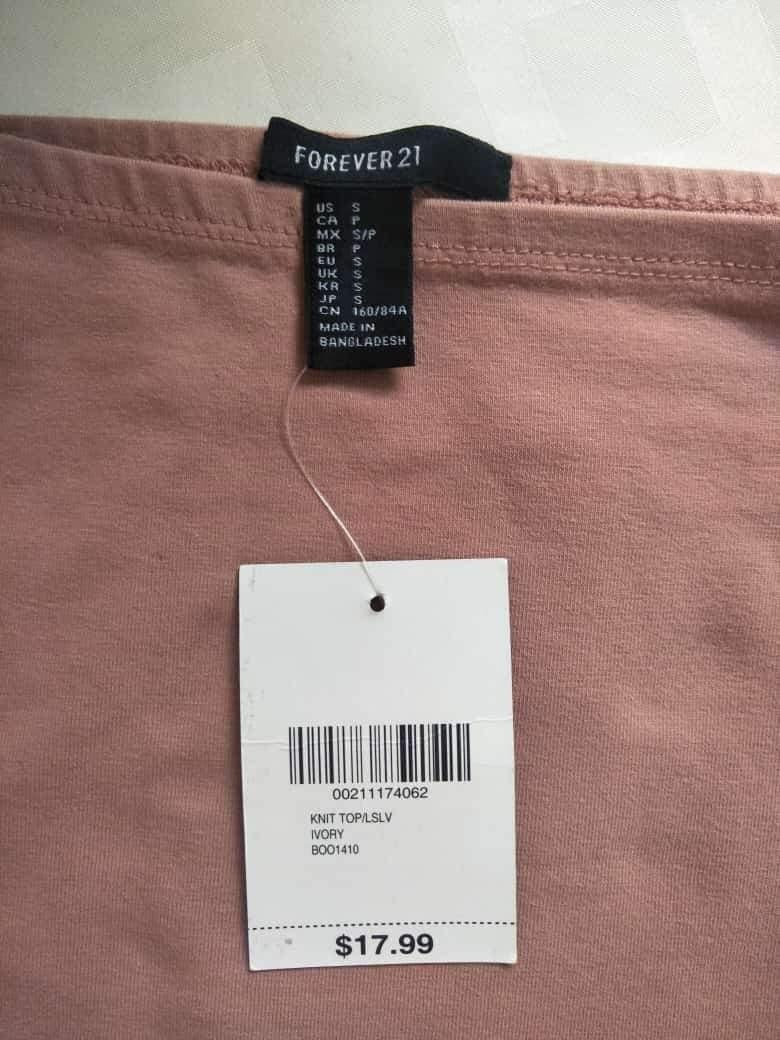 FOREVER 21
US S
CA P
MX S/P
BR P
EU S
UK S
KR S
JP S
CN 160/84A
MADE IN
BANGLADESH
00211174062
KNIT TOP/LSLV
IVORY
BOO1410
$17.99